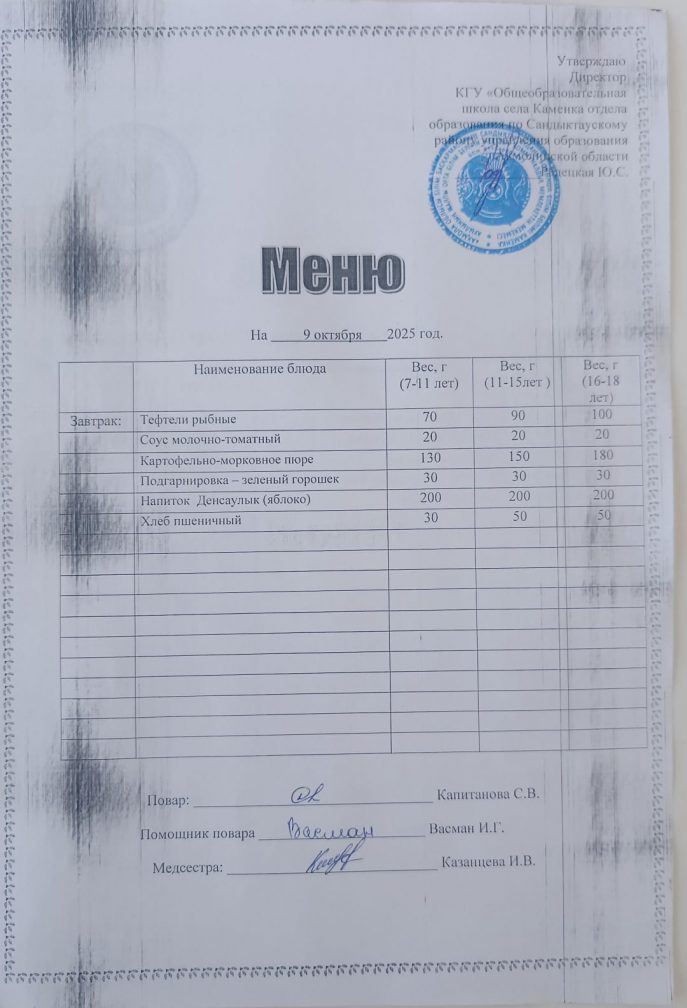 Утверждаю
Директор
КГУ «Общеобразовательная
школа села Каменка отдела
образования по Сандыктаускому
району управления образования
Акмолинской области
Ю.С.
Меню
На ____ 9 октября ____2025 год.
Наименование блюда Вес, г (7-11 лет) Вес, г (11-15лет ) Вес, г (16-18 лет)
Завтрак: Тефтели рыбные 70 90 100
Соус молочно-томатный 20 20 20
Картофельно-морковное пюре 130 150 180
Подгарнировка – зеленый горошек 30 30 30
Напиток Денсаулык (яблоко) 200 200 200
Хлеб пшеничный 30 50 50
Повар: Капитанова С.В.
Помощник повара Васман Васман И.Г.
Медсестра: Казанцева И.В.